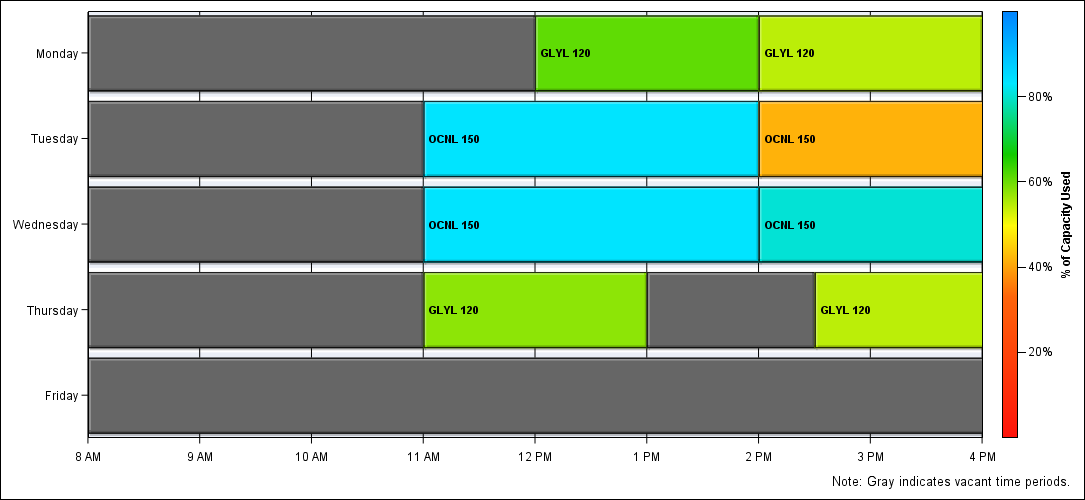 Monday
GLYL 120
GLYL 120
Tuesday
OCNL 150
OCNL 150
Wednesday
OCNL 150
OCNL 150
Thursday
GLYL 120
GLYL 120
Friday
8 AM
9 AM
10 AM
11 AM
12 PM
1 PM
2 PM
3 PM
4 PM
80%
60%
40%
20%
% of Capacity Used
Note: Gray indicates vacant time periods.